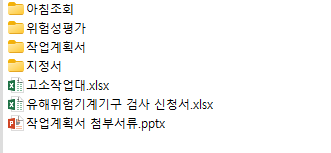 아침조회
위험성평가
작업계획서
지정서
고소작업대.xlsx
유해위험기계기구 검사 신청서.xlsx
작업계획서 첨부서류.pptx